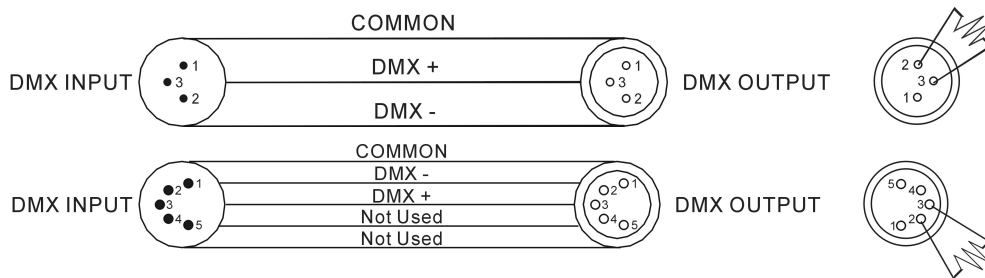 COMMON
DMX INPUT
1
3
2
DMX +
DMX -
1
3
2
DMX OUTPUT
2
3
1
COMMON
DMX INPUT
1
2
3
4
5
DMX -
DMX +
Not Used
Not Used
1
2
3
4
5
DMX OUTPUT
5
4
3
2
1